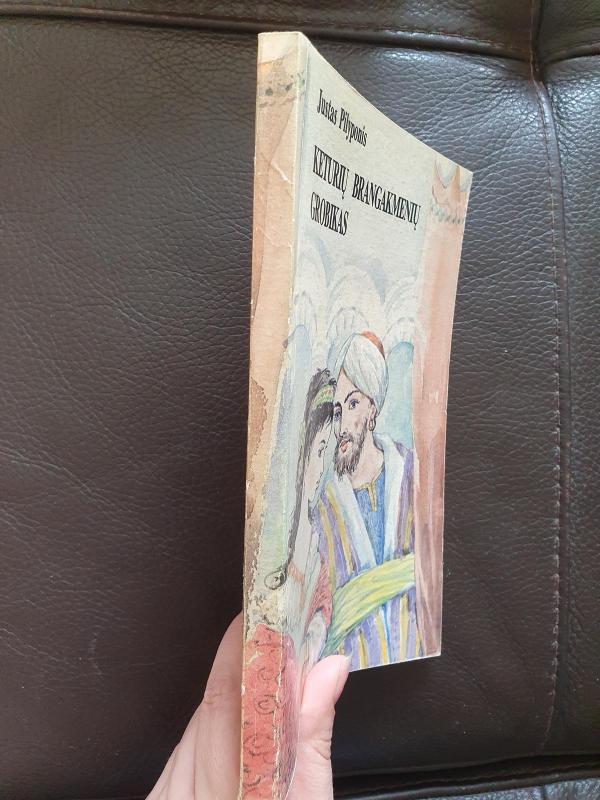 Justas Pilyponis
KETURIŲ BRANGAKMENIŲ
GROBIKAS